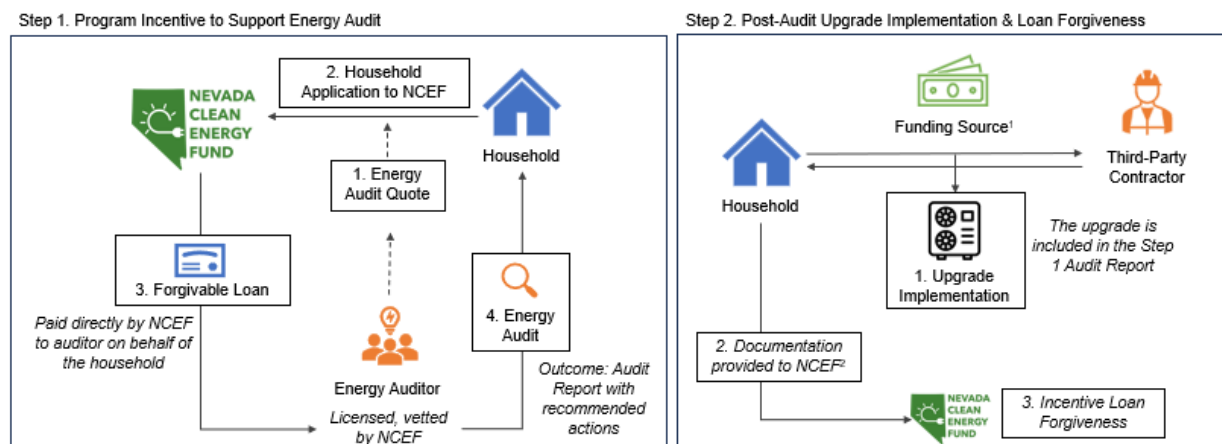 Step 1. Program Incentive to Support Energy Audit
NEVADA
CLEAN
ENERGY
FUND
2. Household
Application to NCEF
Household
1. Energy
Audit Quote
3. Forgivable Loan
Paid directly by NCEF
to auditor on behalf of
the household
4. Energy
Audit
Energy Auditor
Licensed, vetted
by NCEF
Outcome: Audit
Report with
recommended
actions
Step 2. Post-Audit Upgrade Implementation & Loan Forgiveness
Funding Source¹
Household
Third-Party
Contractor
1. Upgrade
Implementation
The upgrade is
included in the Step
1 Audit Report
2. Documentation
provided to NCEF²
NEVADA
CLEAN
ENERGY
FUND
3. Incentive Loan
Forgiveness